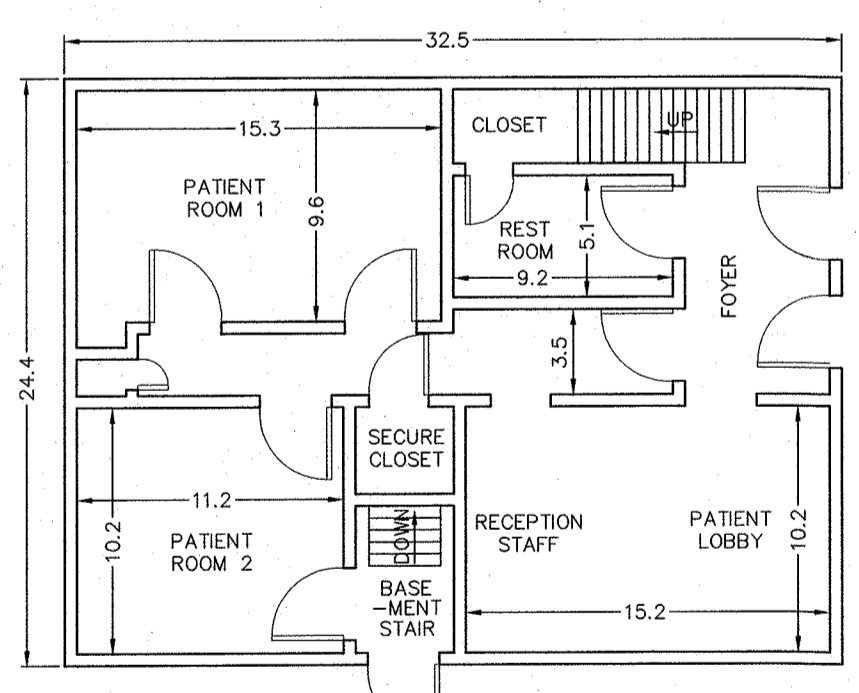 32.5
24.4
15.3
PATIENT
ROOM 1
9.6
CLOSET
UP
REST
ROOM
5.1
9.2
FOYER
3.5
SECURE
CLOSET
11.2
10.2
PATIENT
ROOM 2
DOWN
BASE
-MENT
STAIR
RECEPTION
STAFF
PATIENT
LOBBY
10.2
15.2